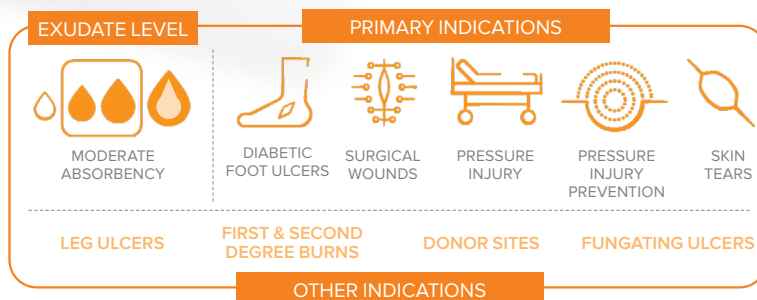 EXUDATE LEVEL
PRIMARY INDICATIONS
MODERATE
ABSORBENCY
DIABETIC
FOOT ULCERS
SURGICAL
WOUNDS
PRESSURE
INJURY
PRESSURE
INJURY
PREVENTION
SKIN
TEARS
LEG ULCERS
FIRST & SECOND
DEGREE BURNS
DONOR SITES
FUNGATING ULCERS
OTHER INDICATIONS